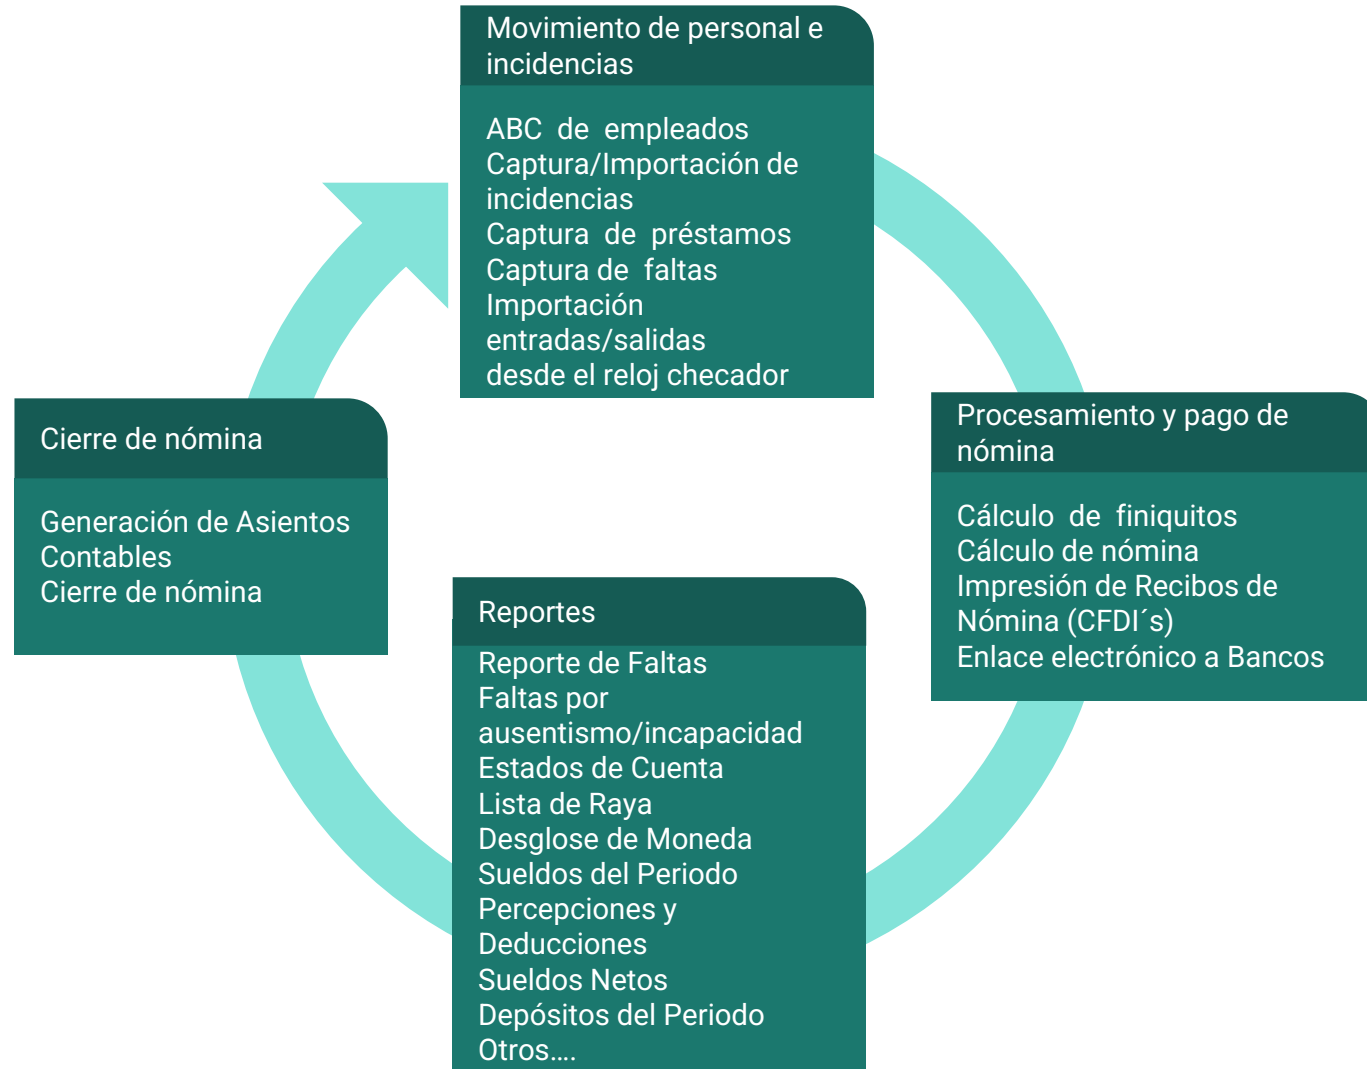 Movimiento de personal e
incidencias
ABC de empleados
Captura/Importación de
incidencias
Captura de préstamos
Captura de faltas
Importación
entradas/salidas
desde el reloj checador
Procesamiento y pago de
nómina
Cálculo de finiquitos
Cálculo de nómina
Impresión de Recibos de
Nómina (CFDI´s)
Enlace electrónico a Bancos
Reportes
Reporte de Faltas
Faltas por
ausentismo/incapacidad
Estados de Cuenta
Lista de Raya
Desglose de Moneda
Sueldos del Periodo
Percepciones y
Deducciones
Sueldos Netos
Depósitos del Periodo
Otros....
Cierre de nómina
Generación de Asientos
Contables
Cierre de nómina